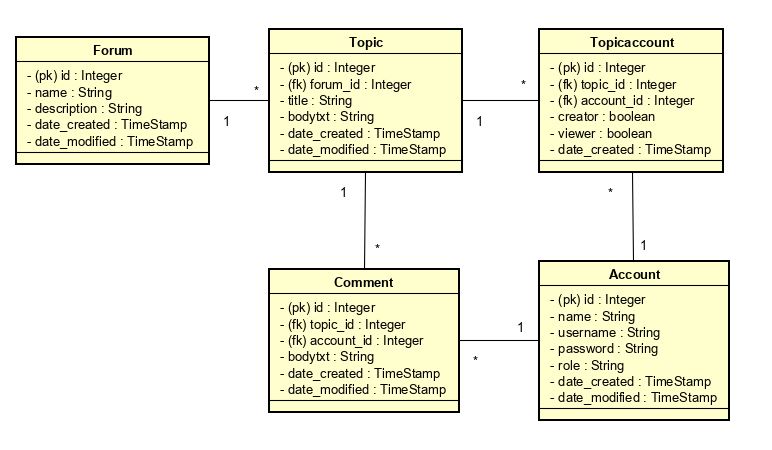 Forum
- (pk) id : Integer
- name : String
- description : String
- date_created : TimeStamp
- date_modified : TimeStamp
1
*
Topic
- (pk) id : Integer
- (fk) forum_id : Integer
- title : String
- bodytxt : String
- date_created : TimeStamp
- date_modified : TimeStamp
1
*
Topicaccount
- (pk) id : Integer
- (fk) topic_id : Integer
- (fk) account_id : Integer
- creator : boolean
- viewer : boolean
- date_created : TimeStamp
1
*
*
1
Comment
- (pk) id : Integer
- (fk) topic_id : Integer
- (fk) account_id : Integer
- bodytxt : String
- date_created : TimeStamp
- date_modified : TimeStamp
1
*
Account
- (pk) id : Integer
- name : String
- username : String
- password : String
- role : String
- date_created : TimeStamp
- date_modified : TimeStamp